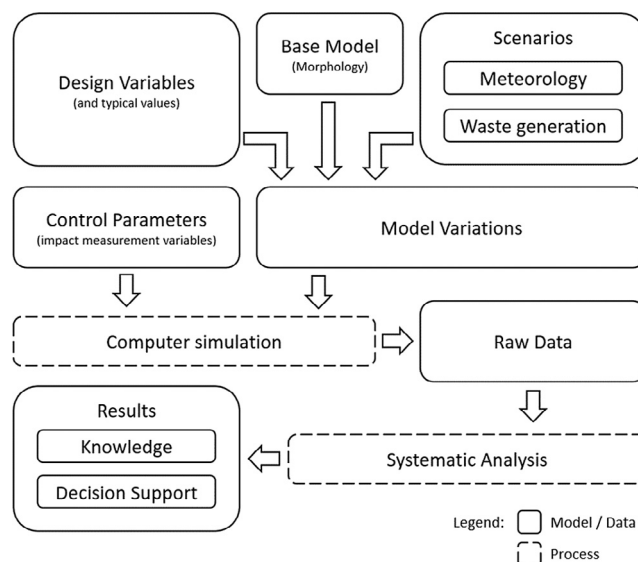 Design Variables
(and typical values)
Base Model
(Morphology)
Scenarios
Meteorology
Waste generation
Control Parameters
(impact measurement variables)
Model Variations
Computer simulation
Raw Data
Results
Knowledge
Decision Support
Systematic Analysis
Legend:
Model / Data
Process